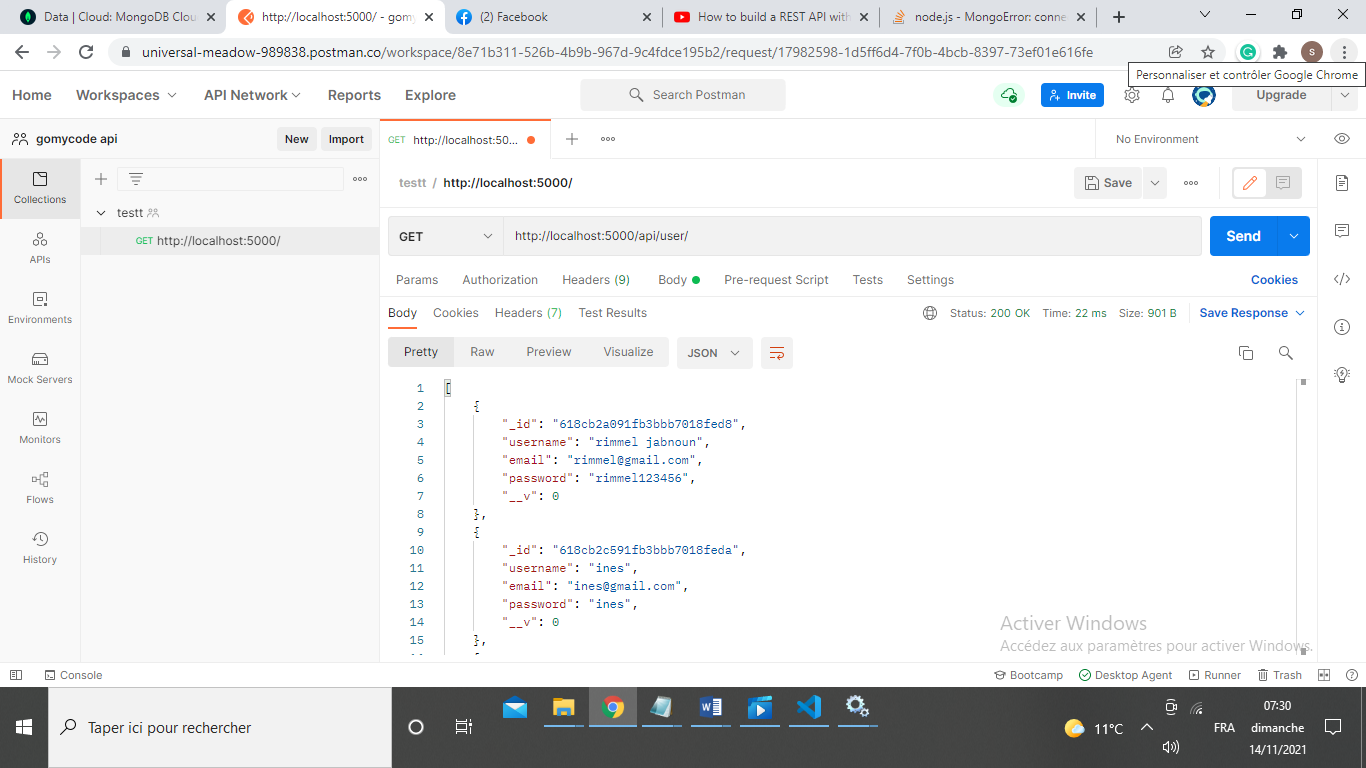 Data | Cloud: MongoDB Clou
http://localhost:5000/ - gomy
(2) Facebook
How to build a REST API with
node.js - MongoError: conne
universal-meadow-989838.postman.co/workspace/8e71b311-526b-4b9b-967d-9c4fdce195b2/request/17982598-1d5ff6d4-7f0b-4bcb-8397-73ef01e616fe
S
Personnaliser et contrôler Google Chrome
Home Workspaces API Network Reports Explore Search Postman Invite Upgrade
gomycode api New Import
GET http://localhost:50... No Environment
Collections
testt / http://localhost:5000/ Save
testt
GET http://localhost:5000/
GET http://localhost:5000/api/user/ Send
APIs
Params Authorization Headers (9) Body Pre-request Script Tests Settings Cookies
Environments
Body Cookies Headers (7) Test Results Status: 200 OK Time: 22 ms Size: 901 B Save Response
Pretty Raw Preview Visualize JSON
Mock Servers
Monitors
Flows
History
1 [
2 {
3 "_id": "618cb2a091fb3bbb7018fed8",
4 "username": "rimmel jabnoun",
5 "email": "rimmel@gmail.com",
6 "password": "rimmel123456",
7 "__v": 0
8 },
9 {
10 "_id": "618cb2c591fb3bbb7018feda",
11 "username": "ines",
12 "email": "ines@gmail.com",
13 "password": "ines",
14 "__v": 0
15 },
Activer Windows
Accédez aux paramètres pour activer Windows.
Console Bootcamp Desktop Agent Runner Trash
Taper ici pour rechercher
11°C
FRA
07:30
dimanche
14/11/2021